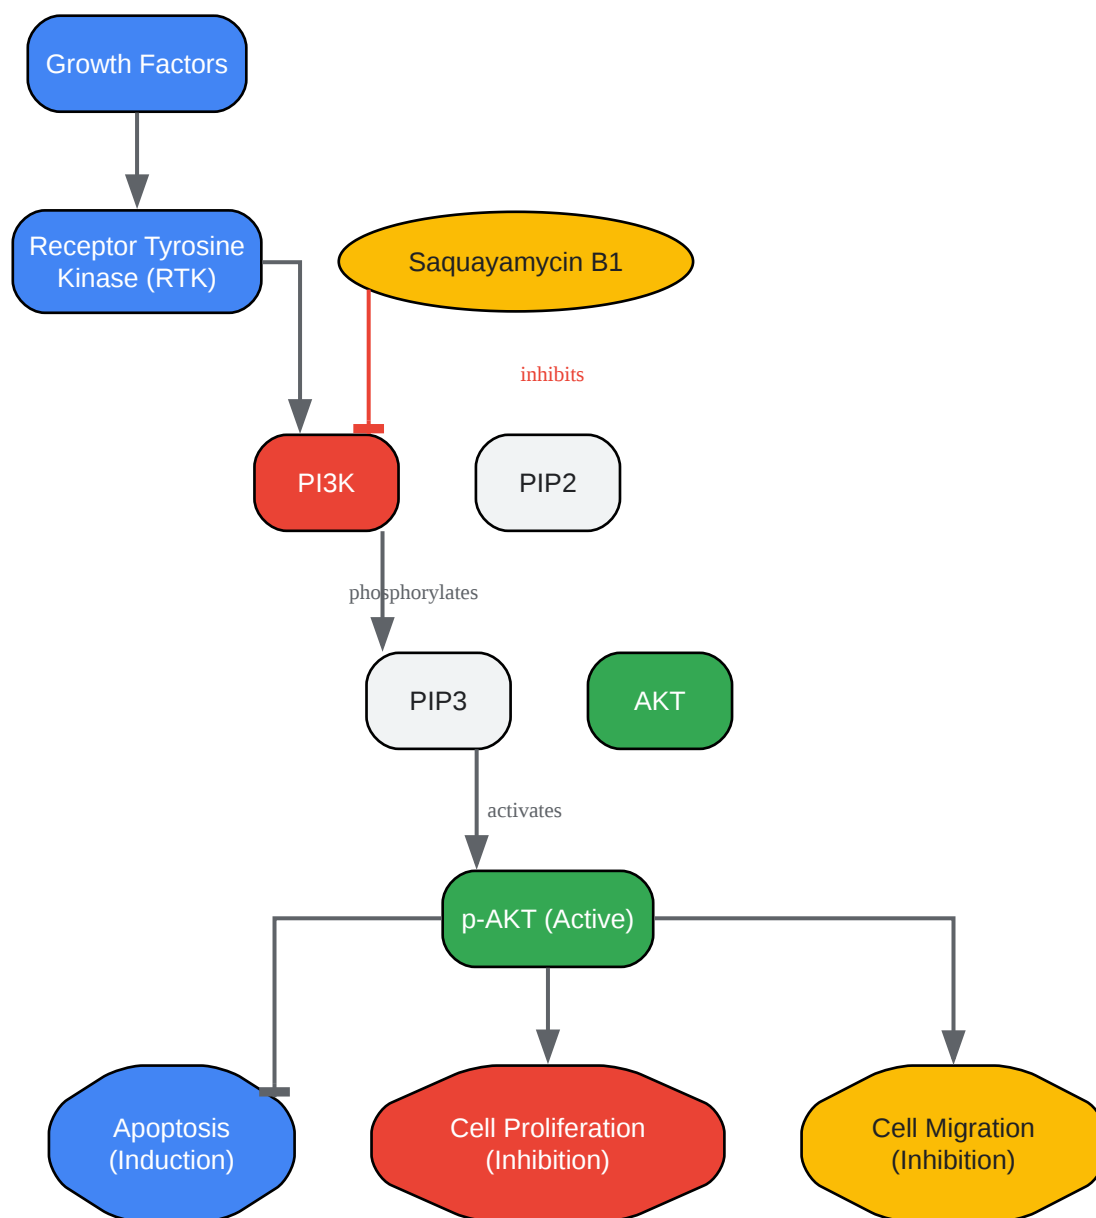 Growth Factors
Receptor Tyrosine
Kinase (RTK)
Saquayamycin B1
inhibits
PI3K
PIP2
phosphorylates
PIP3
AKT
activates
p-AKT (Active)
Apoptosis
(Induction)
Cell Proliferation
(Inhibition)
Cell Migration
(Inhibition)